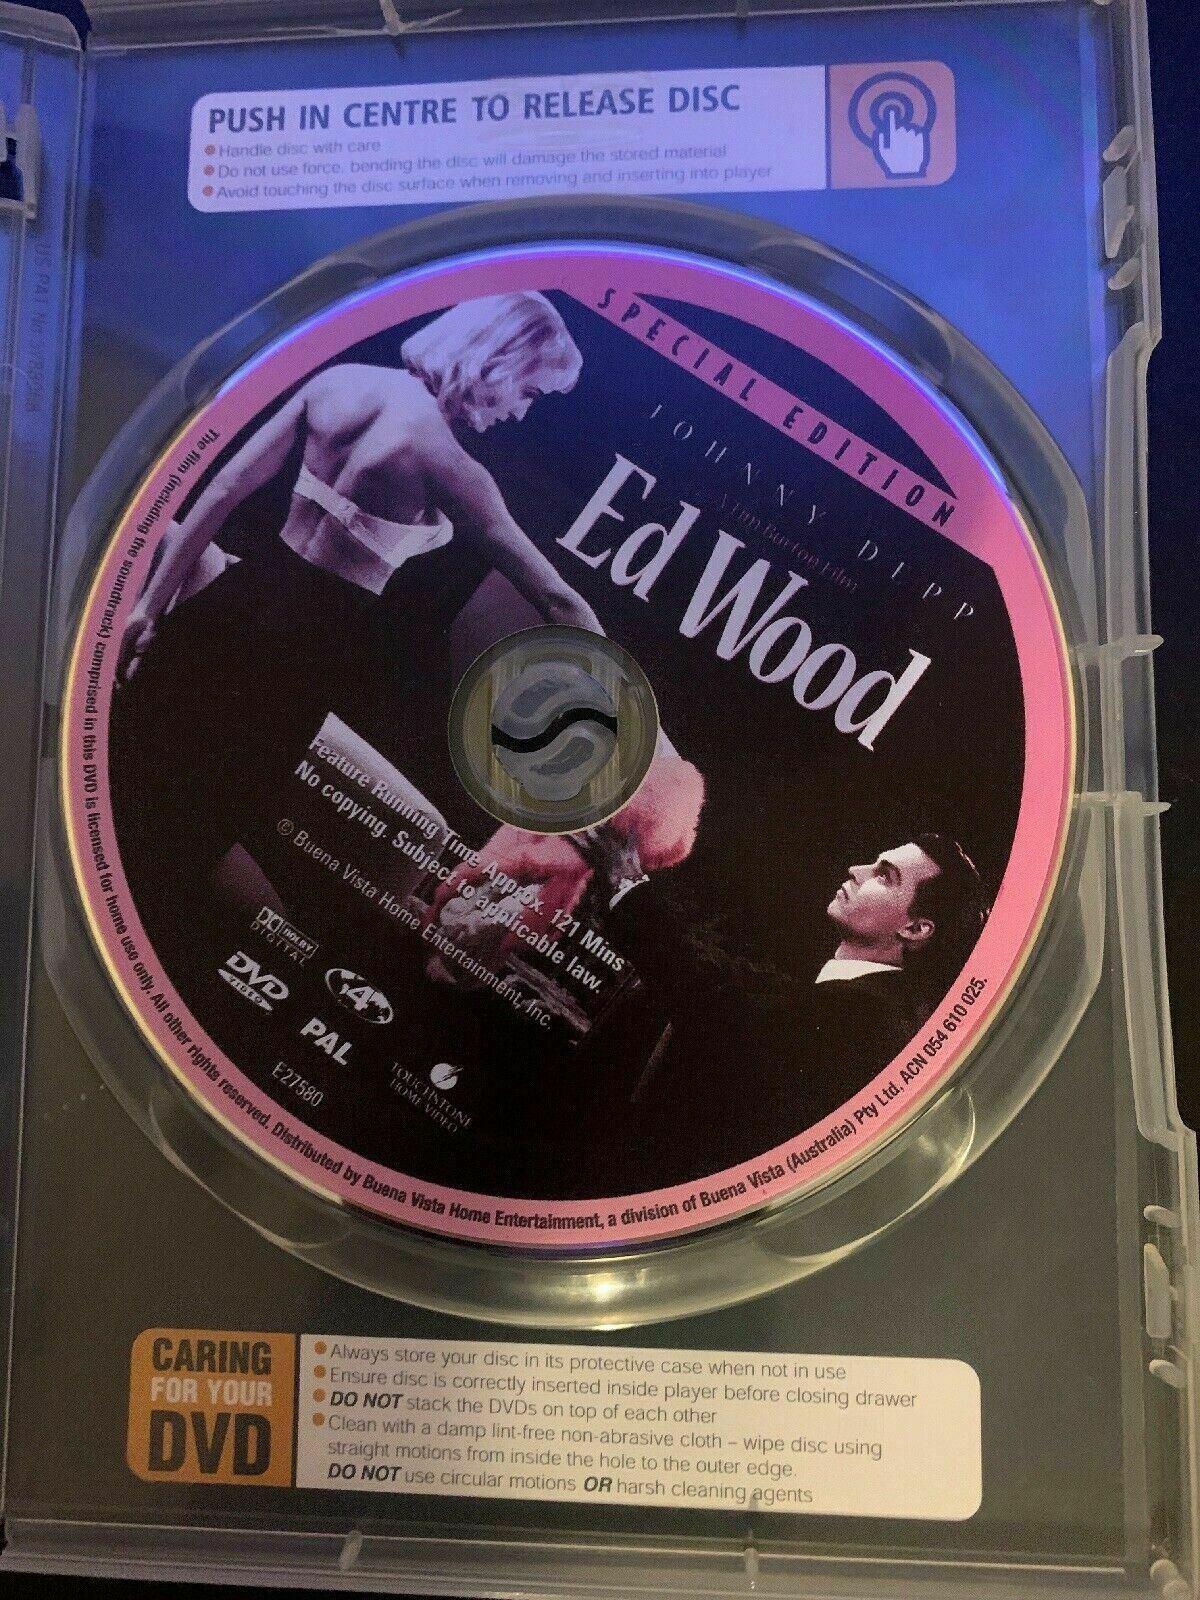 PUSH IN CENTRE TO RELEASE DISC
Handle disc with care
Do not use force, bending the disc will damage the stored material
Avoid touching the disc surface when removing and inserting into player
SPECIAL EDITION
JOHNNY DEPP
A Tim Burton Film
Ed Wood
Feature Running Time Approx. 121 Mins
No copying. Subject to applicable law.
© Buena Vista Home Entertainment, Inc.
DOLBY
DIGITAL
DVD
VIDEO
4
PAL
E27580
TOUCHSTONE
HOME VIDEO
The film (including the soundtrack) comprised in this DVD is licensed for home use only. All other rights reserved. Distributed by Buena Vista Home Entertainment, a division of Buena Vista (Australia) Pty Ltd. ACN 054 610 025.
CARING
FOR YOUR
DVD
Always store your disc in its protective case when not in use
Ensure disc is correctly inserted inside player before closing drawer
DO NOT stack the DVDs on top of each other
Clean with a damp lint-free non-abrasive cloth – wipe disc using
straight motions from inside the hole to the outer edge.
DO NOT use circular motions OR harsh cleaning agents